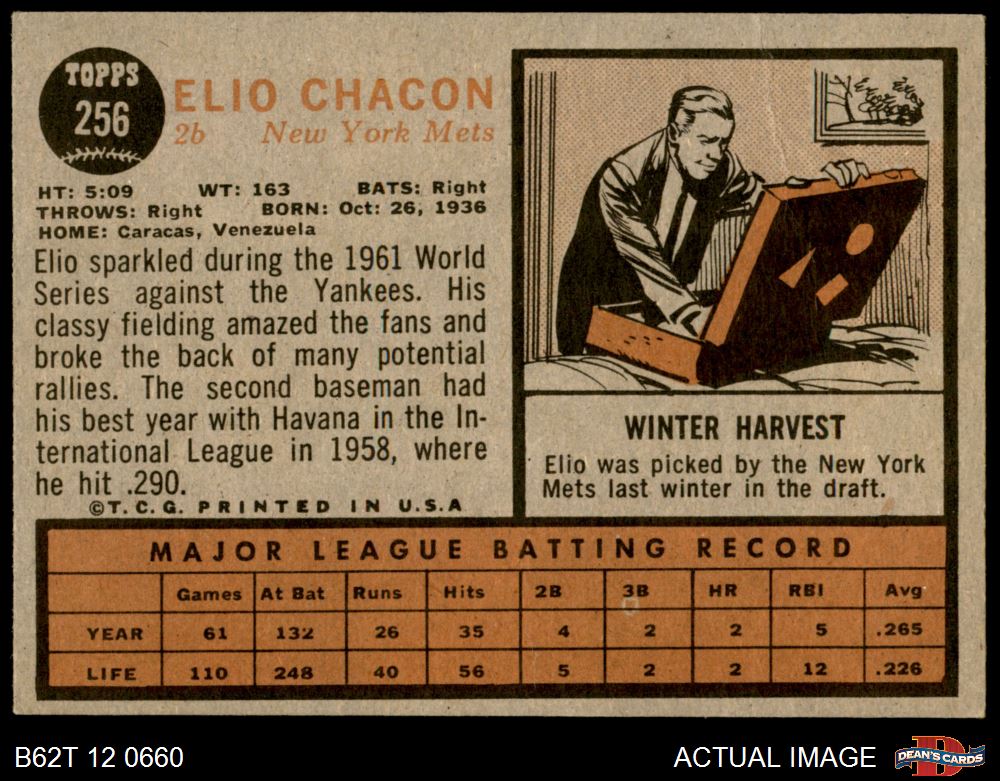 TOPPS
256
ELIO CHACON
2b New York Mets
HT: 5:09 WT: 163 BATS: Right
THROWS: Right BORN: Oct: 26, 1936
HOME: Caracas, Venezuela
Elio sparkled during the 1961 World
Series against the Yankees. His
classy fielding amazed the fans and
broke the back of many potential
rallies. The second baseman had
his best year with Havana in the In-
ternational League in 1958, where
he hit .290.
©T.C.G. PRINTED IN U.S.A
WINTER HARVEST
Elio was picked by the New York
Mets last winter in the draft.
MAJOR LEAGUE BATTING RECORD
Games At Bat Runs Hits 2B 3B HR RBI Avg
YEAR 61 132 26 35 4 2 2 5 .265
LIFE 110 248 40 56 5 2 2 12 .226
B62T 12 0660 ACTUAL IMAGE D DEAN'S CARDS